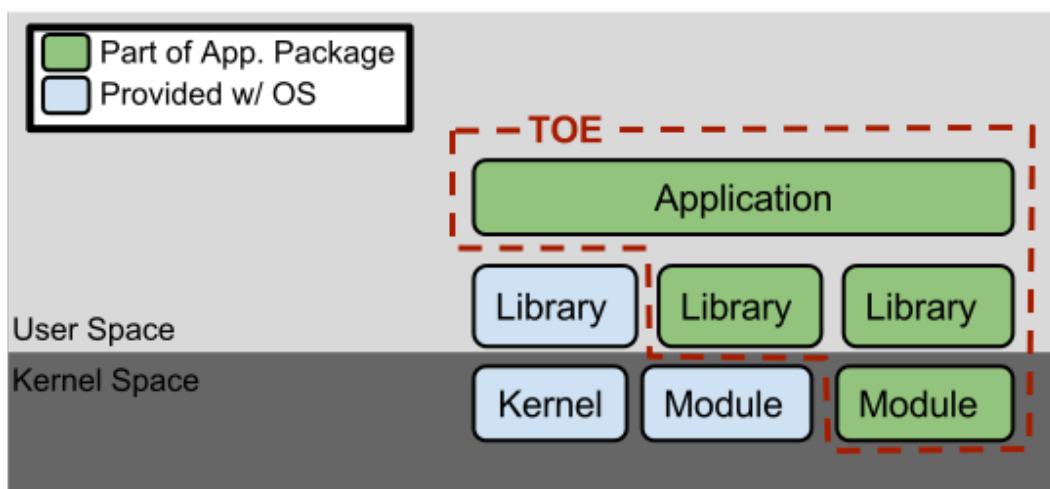 Part of App. Package
Provided w/ OS
TOE
Application
Library Library Library
User Space
Kernel Space
Kernel Module Module